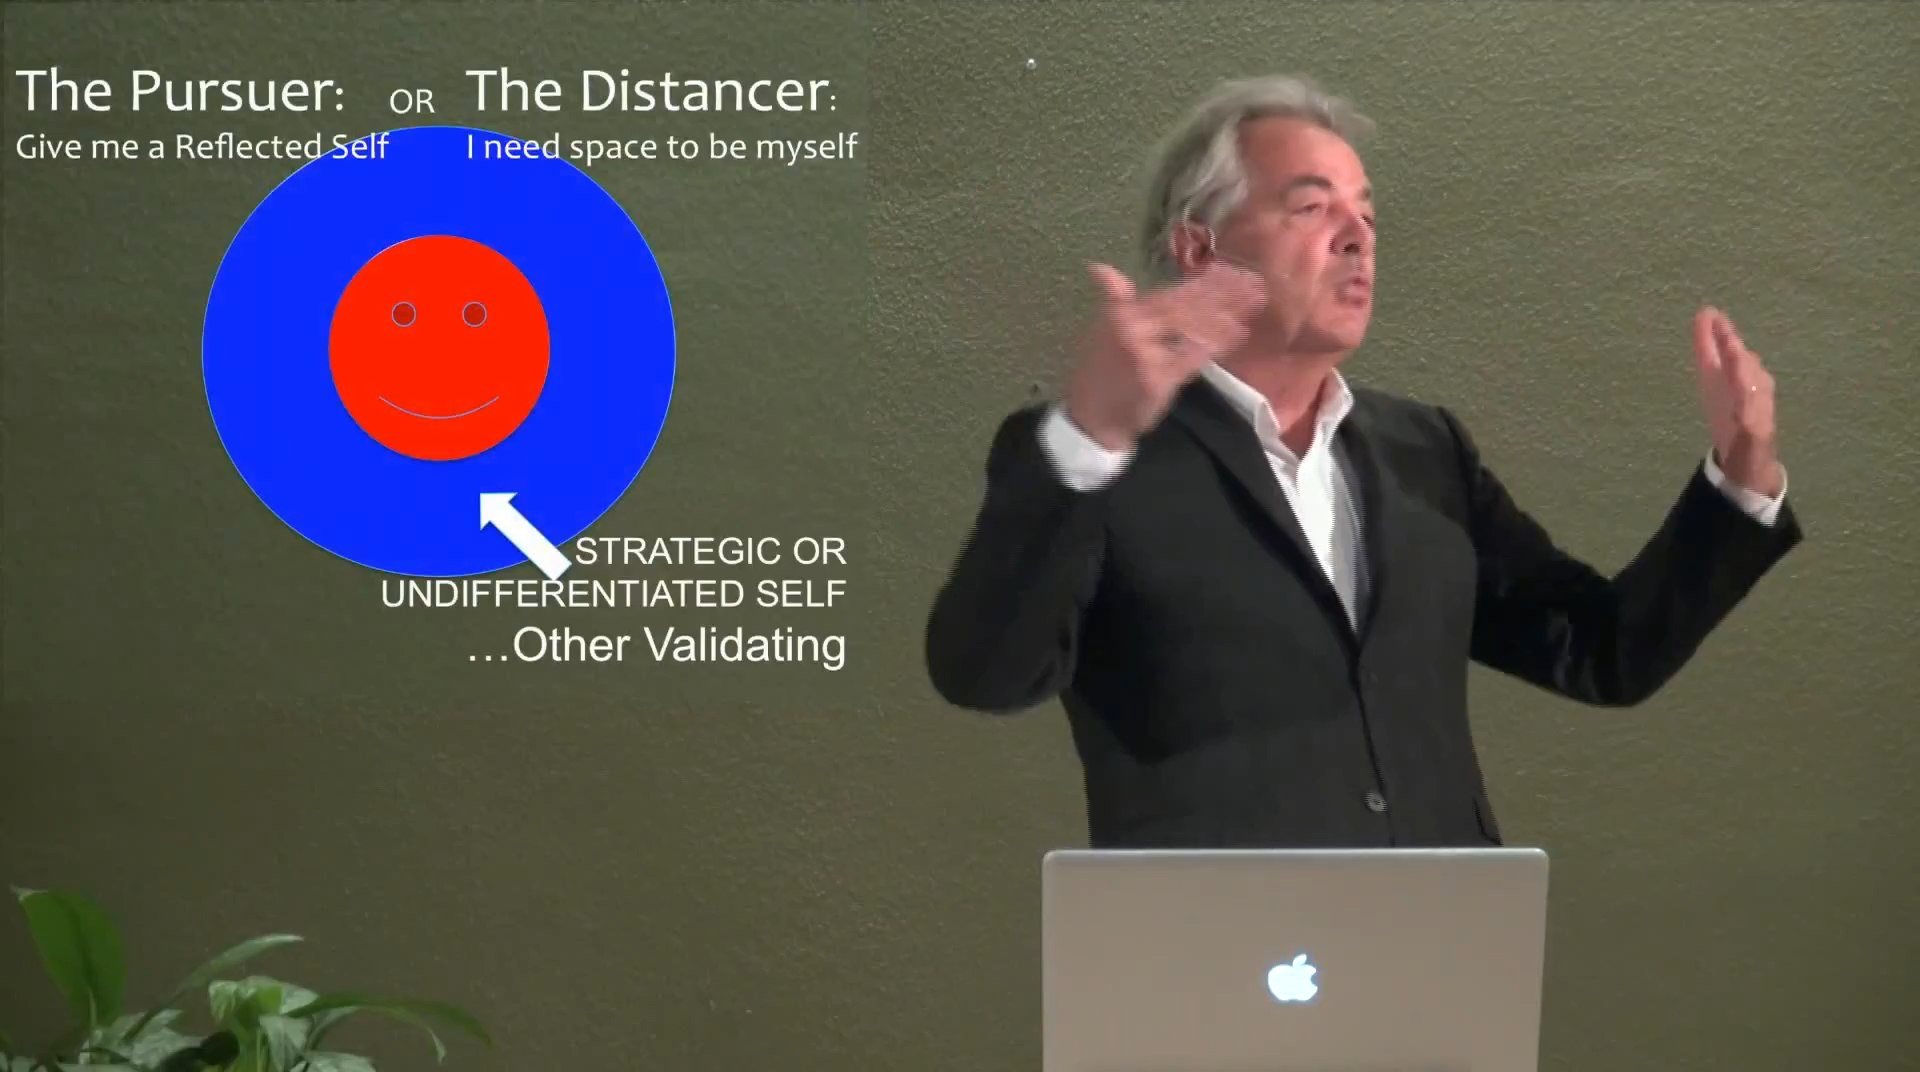 The Pursuer: OR The Distancer:
Give me a Reflected Self I need space to be myself
STRATEGIC OR
UNDIFFERENTIATED SELF
...Other Validating